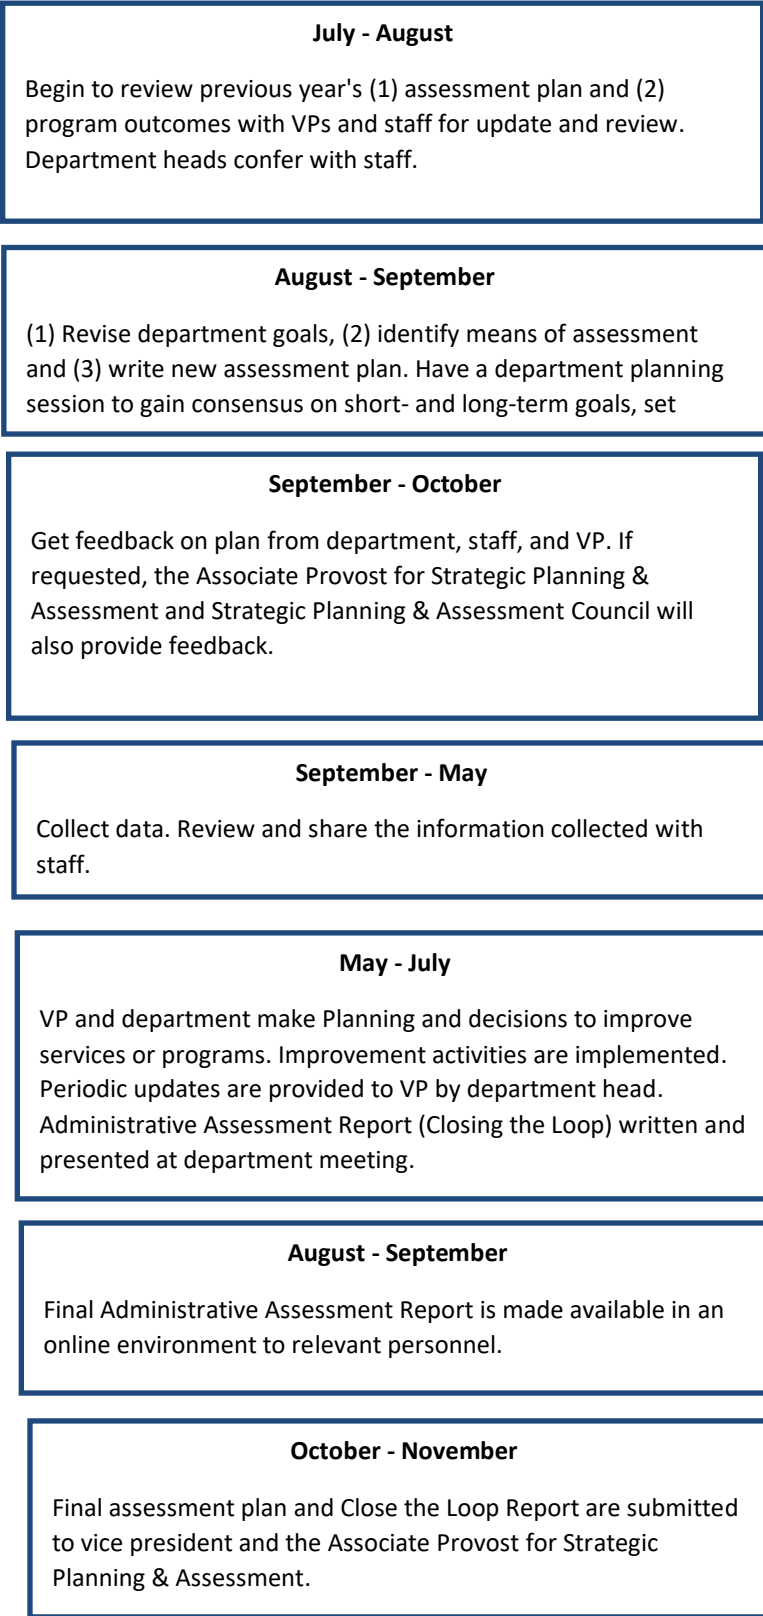 July - August
Begin to review previous year's (1) assessment plan and (2)
program outcomes with VPs and staff for update and review.
Department heads confer with staff.
August - September
(1) Revise department goals, (2) identify means of assessment
and (3) write new assessment plan. Have a department planning
session to gain consensus on short- and long-term goals, set
September - October
Get feedback on plan from department, staff, and VP. If
requested, the Associate Provost for Strategic Planning &
Assessment and Strategic Planning & Assessment Council will
also provide feedback.
September - May
Collect data. Review and share the information collected with
staff.
May - July
VP and department make Planning and decisions to improve
services or programs. Improvement activities are implemented.
Periodic updates are provided to VP by department head.
Administrative Assessment Report (Closing the Loop) written and
presented at department meeting.
August - September
Final Administrative Assessment Report is made available in an
online environment to relevant personnel.
October - November
Final assessment plan and Close the Loop Report are submitted
to vice president and the Associate Provost for Strategic
Planning & Assessment.